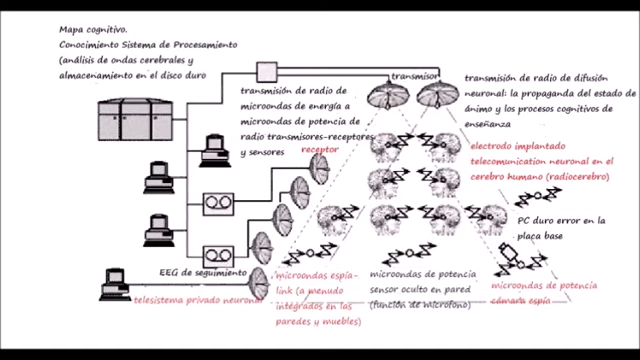 Mapa cognitivo.
Conocimiento Sistema de Procesamiento
(análisis de ondas cerebrales y
almacenamiento en el disco duro
transmisión de radio de
microondas de energía a
microondas de potencia de
radio transmisores-receptores
y sensores
receptor
transmisor
transmisión de radio de difusión
neuronal: la propaganda del estado de
ánimo y los procesos cognitivos de
enseñanza
electrodo implantado
telecomunication neuronal en el
cerebro humano (radiocerebro)
PC duro error en la
placa base
EEG de seguimiento
telesistema privado neuronal
microondas espía-
link (a menudo
integrados en las
paredes y muebles)
microondas de potencia
sensor oculto en pared
(función de micrófono)
microondas de potencia
cámara espía